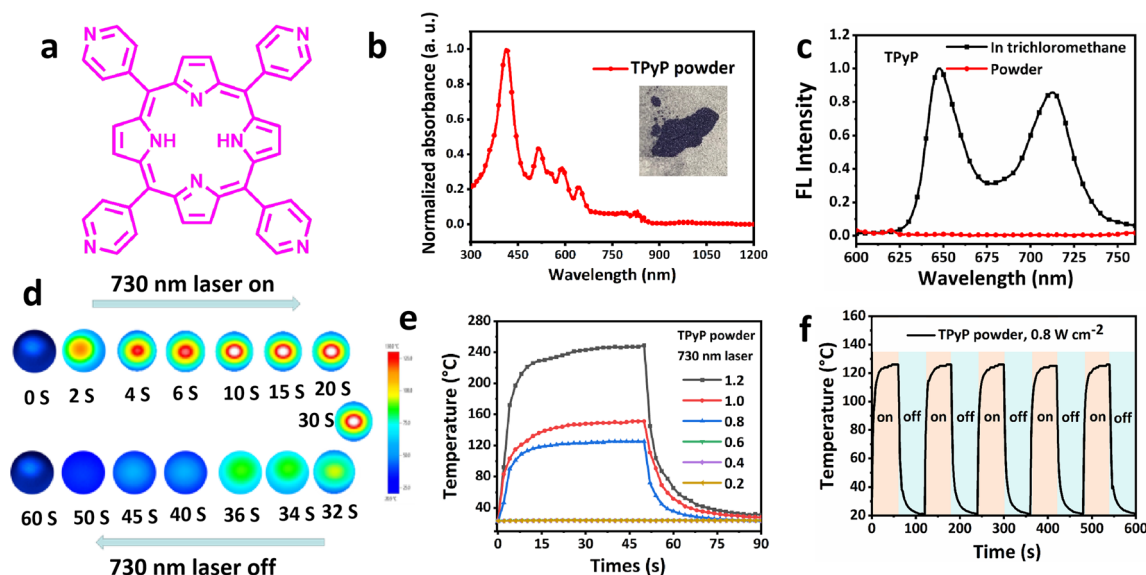 a
N
N
N
NH
HN
N
N
N
b
Normalized absorbance (a. u.)
1.0
0.8
0.6
0.4
0.2
0.0
TPyP powder
300 450 600 750 900 1050 1200
Wavelength (nm)
c
FL Intensity
1.2
1.0
0.8
0.6
0.4
0.2
0.0
TPyP
In trichloromethane
Powder
600 625 650 675 700 725 750
Wavelength (nm)
d
730 nm laser on
0 S 2 S 4 S 6 S 10 S 15 S 20 S
30 S
60 S 50 S 45 S 40 S 36 S 34 S 32 S
730 nm laser off
e
Temperature (°C)
280
240
200
160
120
80
40
TPyP powder
730 nm laser
1.2
1.0
0.8
0.6
0.4
0.2
0 15 30 45 60 75 90
Times (s)
f
Temperature (°C)
160
140
120
100
80
60
40
20
TPyP powder, 0.8 W cm⁻²
on off on off on off on off on off
0 120 240 360 480 600
Time (s)